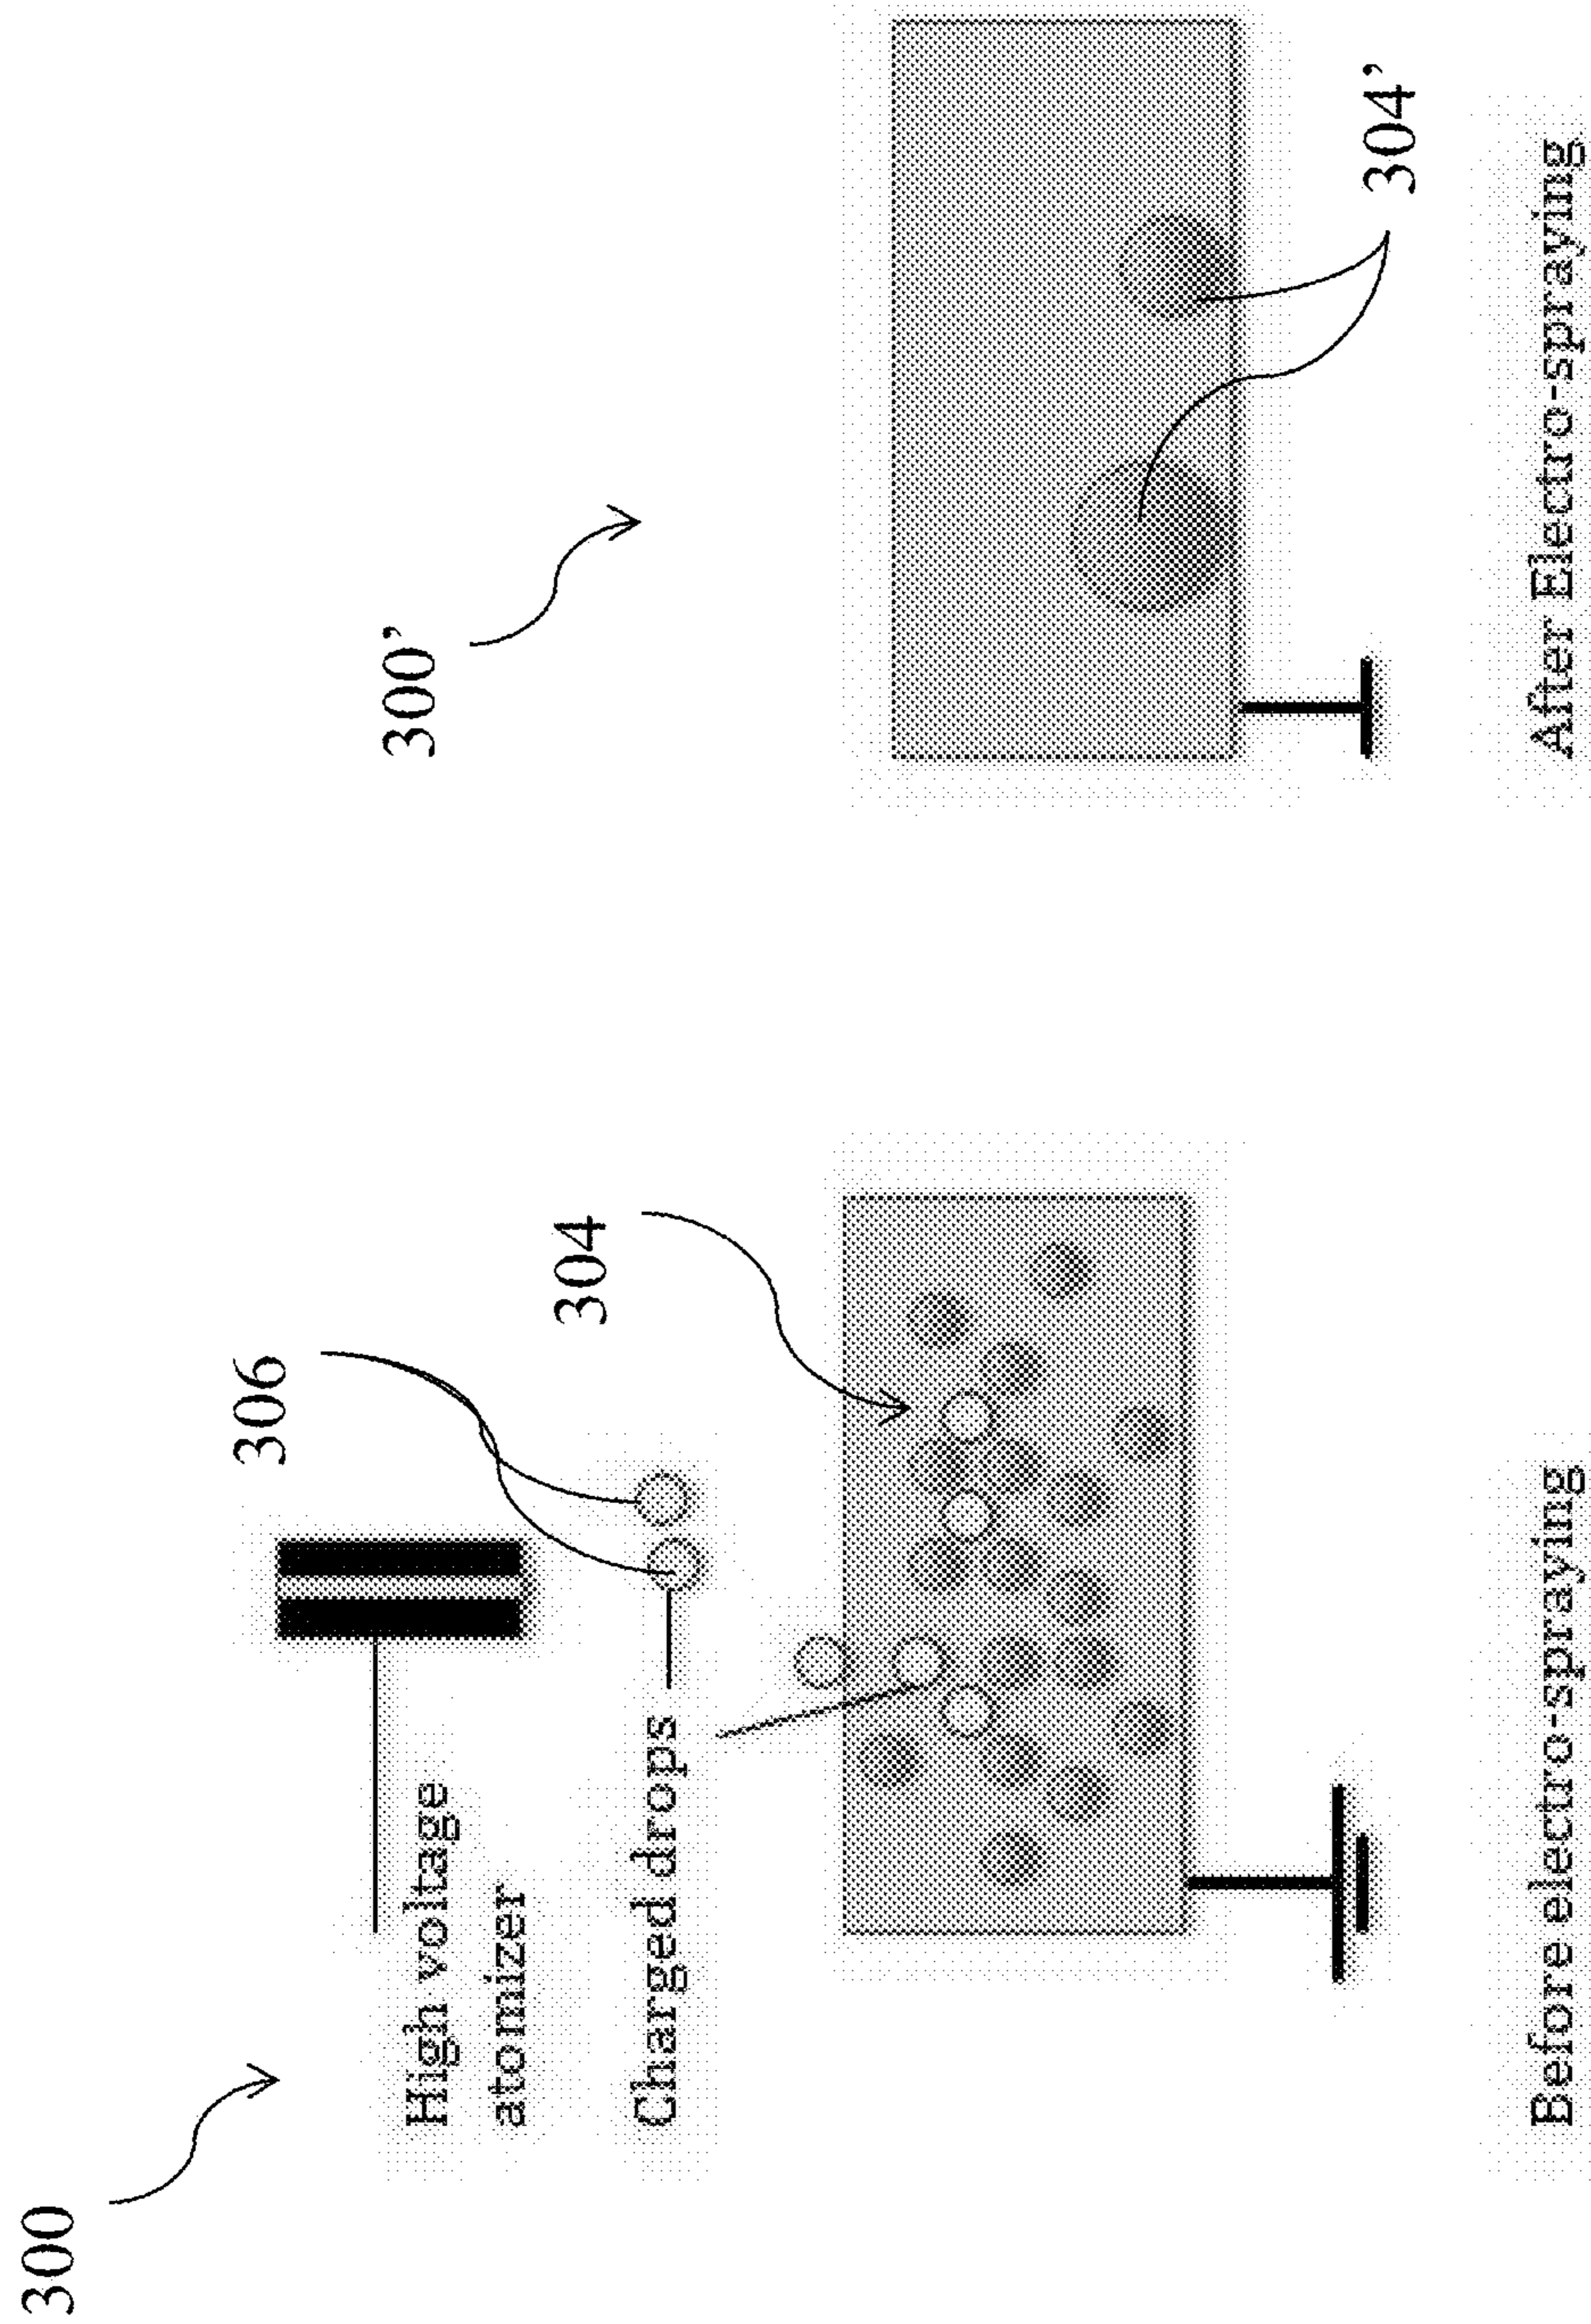 300
306
High voltage
atomizer
304
Charged drops
Before electro-spraying
300’
304’
After Electro-spraying